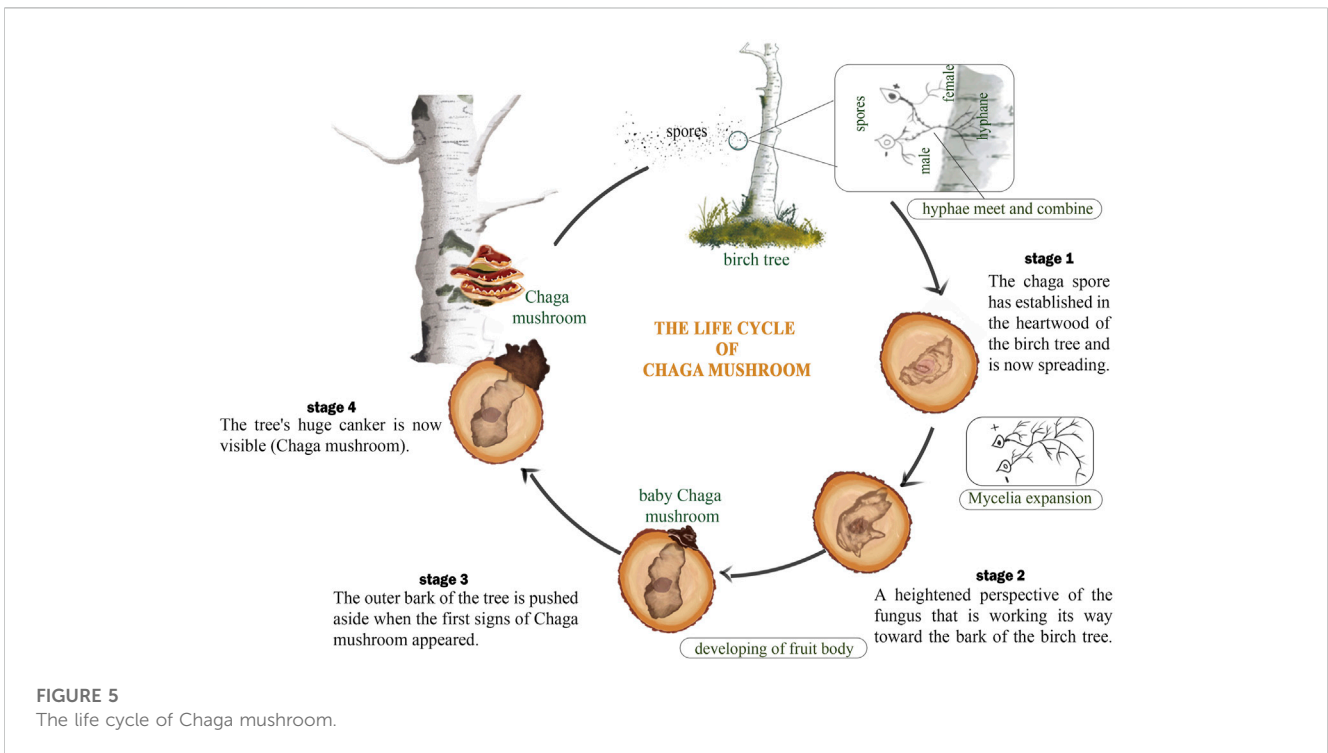 spores
spores
female
hyphane
male
hyphae meet and combine
birch tree
stage 1
The chaga spore
has established in
the heartwood of
the birch tree and
is now spreading.
Chaga
mushroom
THE LIFE CYCLE
OF
CHAGA MUSHROOM
+
-
Mycelia expansion
stage 4
The tree's huge canker is now
visible (Chaga mushroom).
baby Chaga
mushroom
stage 2
A heightened perspective of the
fungus that is working its way
toward the bark of the birch tree.
stage 3
The outer bark of the tree is pushed
aside when the first signs of Chaga
mushroom appeared.
developing of fruit body
FIGURE 5
The life cycle of Chaga mushroom.